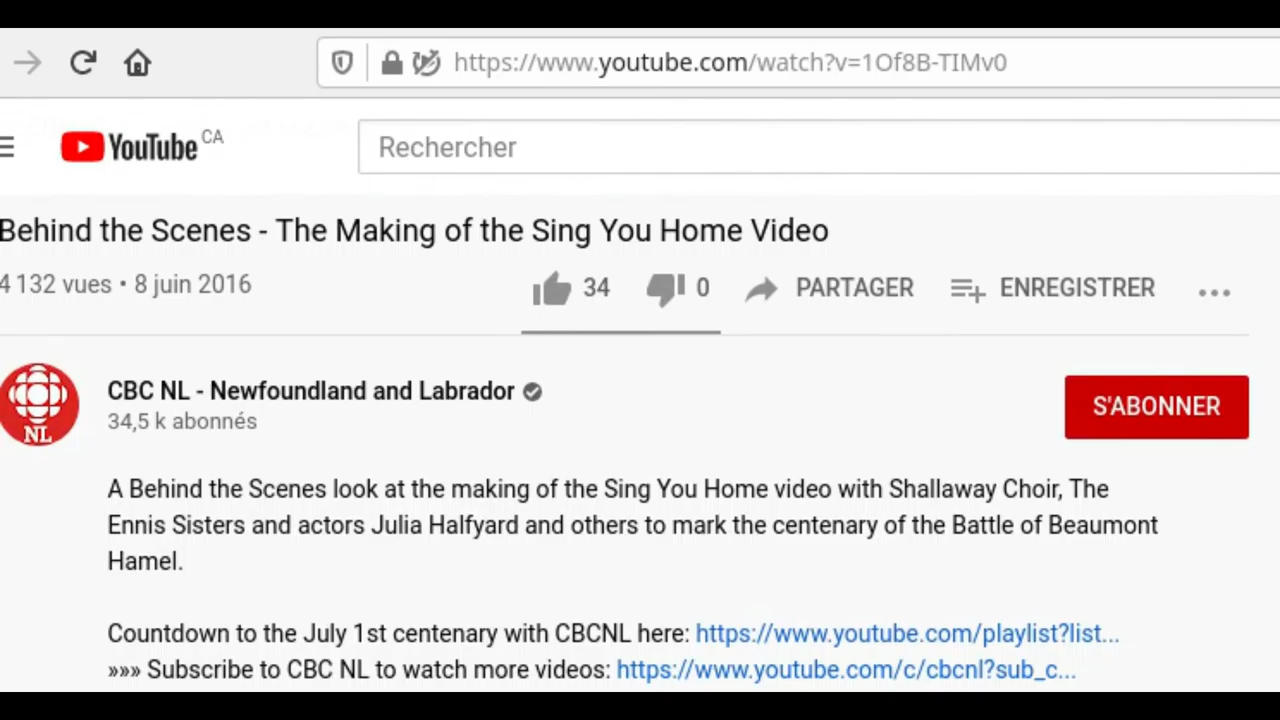 https://www.youtube.com/watch?v=1Of8B-TIMv0
YouTube CA
Rechercher
Behind the Scenes - The Making of the Sing You Home Video
4 132 vues • 8 juin 2016
34 0 PARTAGER ENREGISTRER ...
CBC NL - Newfoundland and Labrador
NL
34,5 k abonnés
S'ABONNER
A Behind the Scenes look at the making of the Sing You Home video with Shallaway Choir, The
Ennis Sisters and actors Julia Halfyard and others to mark the centenary of the Battle of Beaumont
Hamel.
Countdown to the July 1st centenary with CBCNL here: https://www.youtube.com/playlist?list...
»»» Subscribe to CBC NL to watch more videos: https://www.youtube.com/c/cbcnl?sub_c...